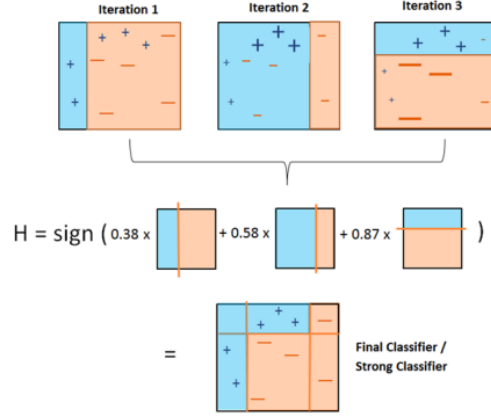 Iteration 1 Iteration 2 Iteration 3
H = sign ( 0.38 x + 0.58 x + 0.87 x )
= Final Classifier /
Strong Classifier